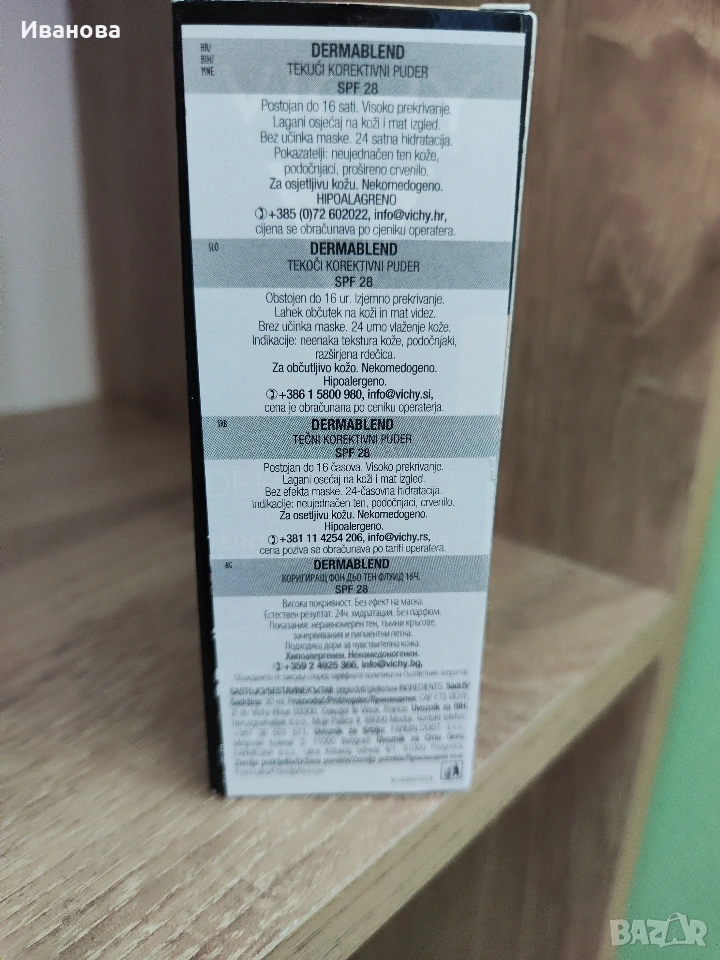 Иванова
HR/
BIH/
MNE
DERMABLEND
TEKUĆI KOREKTIVNI PUDER
SPF 28
Postojan do 16 sati. Visoko prekrivanje.
Lagani osjećaj na koži i mat izgled.
Bez učinka maske. 24 satna hidratacija.
Pokazatelji: neujednačen ten kože,
podočnjaci, prošireno crvenilo.
Za osjetljivu kožu. Nekomedogeno.
HIPOALAGRENO
✆+385 (0)72 602022, info@vichy.hr,
cijena se obračunava po cjeniku operatera.
SLO
DERMABLEND
TEKOČI KOREKTIVNI PUDER
SPF 28
Obstojen do 16 ur. Izjemno prekrivanje.
Lahek občutek na koži in mat videz.
Brez učinka maske. 24 urno vlaženje kože.
Indikacije: neenaka tekstura kože, podočnjaki,
razširjena rdečica.
Za občutljivo kožo. Nekomedogeno.
Hipoalergeno.
✆+386 1 5800 980, info@vichy.si,
cena je obračunana po ceniku operaterja.
SRB
DERMABLEND
TEČNI KOREKTIVNI PUDER
SPF 28
Postojan do 16 časova. Visoko prekrivanje.
Lagani osećaj na koži i mat izgled.
Bez efekta maske. 24-časovna hidratacija.
Indikacije: neujednačen ten, podočnjaci, crvenilo.
Za osetljivu kožu. Nekomedogeno.
Hipoalergeno.
✆+381 11 4254 206, info@vichy.rs,
cena poziva se obračunava po tarifi operatera.
BG
DERMABLEND
КОРИГИРАЩ ФОН ДЬО ТЕН ФЛУИД 16Ч.
SPF 28
Висока покривност. Без ефект на маска.
Естествен резултат. 24ч. хидратация. Без парфюм.
Показания: неравномерен тен, тъмни кръгове,
зачервявания и пигментни петна.
Подходящ дори за чувствителна кожа.
Хипоалергенен. Некомедогенен.
✆+359 2 4925 366, info@vichy.bg,
BAZAR